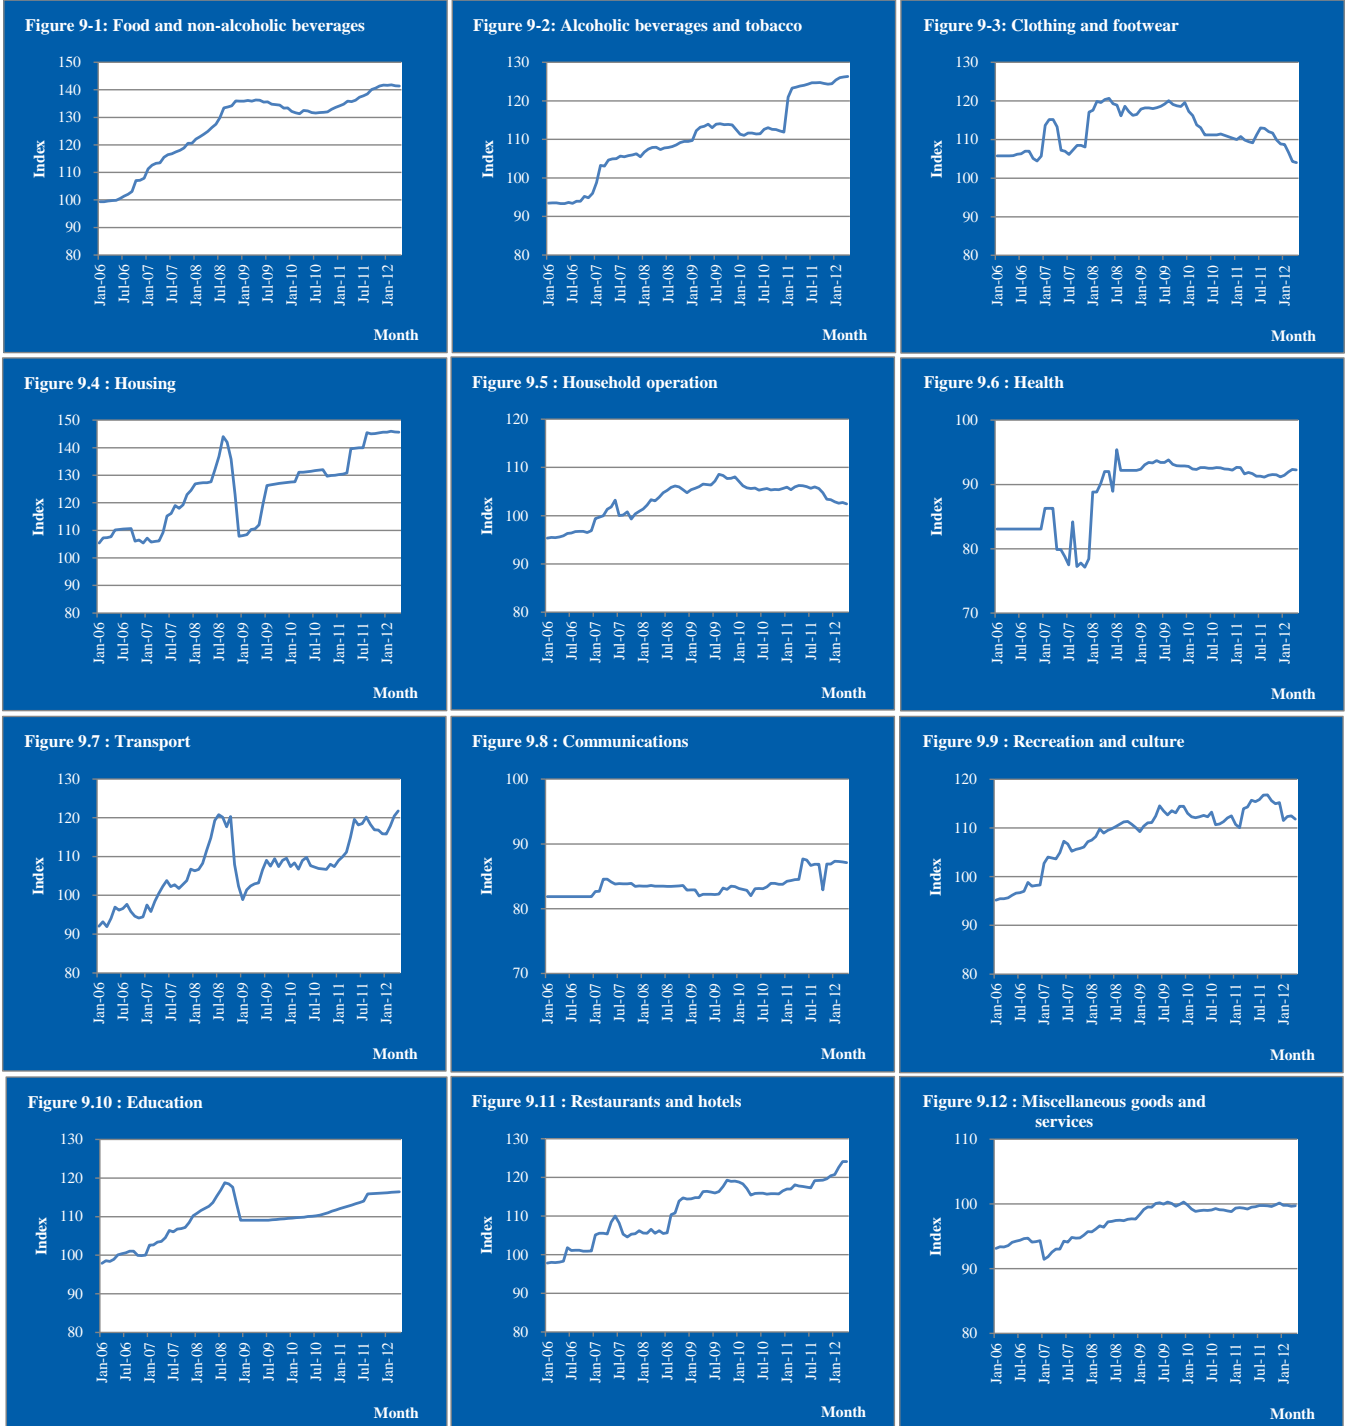 Figure 9-1: Food and non-alcoholic beverages
Index
150
140
130
120
110
100
90
80
Jan-06
Jul-06
Jan-07
Jul-07
Jan-08
Jul-08
Jan-09
Jul-09
Jan-10
Jul-10
Jan-11
Jul-11
Jan-12
Month
Figure 9-2: Alcoholic beverages and tobacco
Index
130
120
110
100
90
80
Jan-06
Jul-06
Jan-07
Jul-07
Jan-08
Jul-08
Jan-09
Jul-09
Jan-10
Jul-10
Jan-11
Jul-11
Jan-12
Month
Figure 9-3: Clothing and footwear
Index
130
120
110
100
90
80
Jan-06
Jul-06
Jan-07
Jul-07
Jan-08
Jul-08
Jan-09
Jul-09
Jan-10
Jul-10
Jan-11
Jul-11
Jan-12
Month
Figure 9.4 : Housing
Index
150
140
130
120
110
100
90
80
Jan-06
Jul-06
Jan-07
Jul-07
Jan-08
Jul-08
Jan-09
Jul-09
Jan-10
Jul-10
Jan-11
Jul-11
Jan-12
Month
Figure 9.5 : Household operation
Index
120
110
100
90
80
Jan-06
Jul-06
Jan-07
Jul-07
Jan-08
Jul-08
Jan-09
Jul-09
Jan-10
Jul-10
Jan-11
Jul-11
Jan-12
Month
Figure 9.6 : Health
Index
100
90
80
70
Jan-06
Jul-06
Jan-07
Jul-07
Jan-08
Jul-08
Jan-09
Jul-09
Jan-10
Jul-10
Jan-11
Jul-11
Jan-12
Month
Figure 9.7 : Transport
Index
130
120
110
100
90
80
Jan-06
Jul-06
Jan-07
Jul-07
Jan-08
Jul-08
Jan-09
Jul-09
Jan-10
Jul-10
Jan-11
Jul-11
Jan-12
Month
Figure 9.8 : Communications
Index
100
90
80
70
Jan-06
Jul-06
Jan-07
Jul-07
Jan-08
Jul-08
Jan-09
Jul-09
Jan-10
Jul-10
Jan-11
Jul-11
Jan-12
Month
Figure 9.9 : Recreation and culture
Index
120
110
100
90
80
Jan-06
Jul-06
Jan-07
Jul-07
Jan-08
Jul-08
Jan-09
Jul-09
Jan-10
Jul-10
Jan-11
Jul-11
Jan-12
Month
Figure 9.10 : Education
Index
130
120
110
100
90
80
Jan-06
Jul-06
Jan-07
Jul-07
Jan-08
Jul-08
Jan-09
Jul-09
Jan-10
Jul-10
Jan-11
Jul-11
Jan-12
Month
Figure 9.11 : Restaurants and hotels
Index
130
120
110
100
90
80
Jan-06
Jul-06
Jan-07
Jul-07
Jan-08
Jul-08
Jan-09
Jul-09
Jan-10
Jul-10
Jan-11
Jul-11
Jan-12
Month
Figure 9.12 : Miscellaneous goods and
services
Index
110
100
90
80
Jan-06
Jul-06
Jan-07
Jul-07
Jan-08
Jul-08
Jan-09
Jul-09
Jan-10
Jul-10
Jan-11
Jul-11
Jan-12
Month